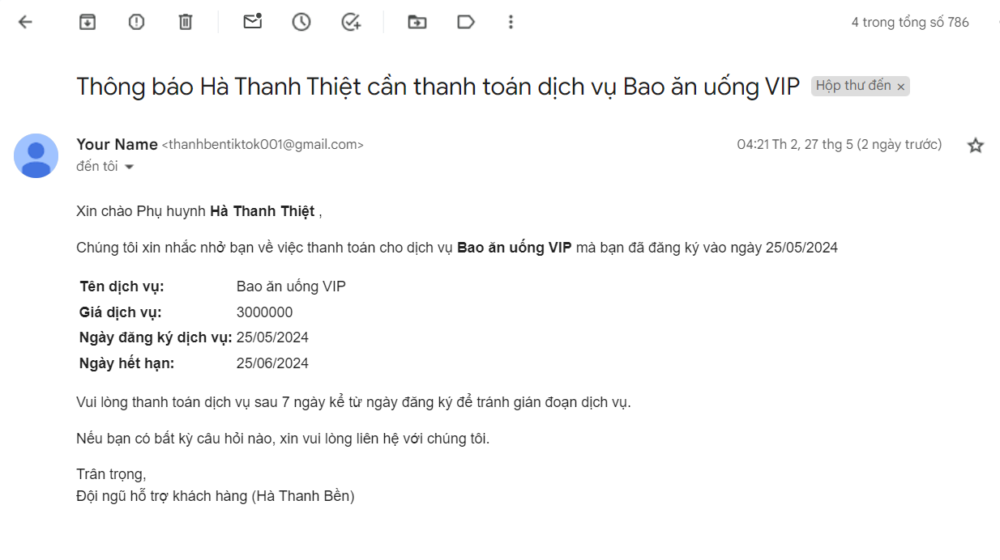 4 trong tổng số 786
Thông báo Hà Thanh Thiệt cần thanh toán dịch vụ Bao ăn uống VIP Hộp thư đến ×
Your Name <thanhbentiktok001@gmail.com> 04:21 Th 2, 27 thg 5 (2 ngày trước)
đến tôi
Xin chào Phụ huynh Hà Thanh Thiệt ,
Chúng tôi xin nhắc nhở bạn về việc thanh toán cho dịch vụ Bao ăn uống VIP mà bạn đã đăng ký vào ngày 25/05/2024
Tên dịch vụ: Bao ăn uống VIP
Giá dịch vụ: 3000000
Ngày đăng ký dịch vụ: 25/05/2024
Ngày hết hạn: 25/06/2024
Vui lòng thanh toán dịch vụ sau 7 ngày kể từ ngày đăng ký để tránh gián đoạn dịch vụ.
Nếu bạn có bất kỳ câu hỏi nào, xin vui lòng liên hệ với chúng tôi.
Trân trọng,
Đội ngũ hỗ trợ khách hàng (Hà Thanh Bền)